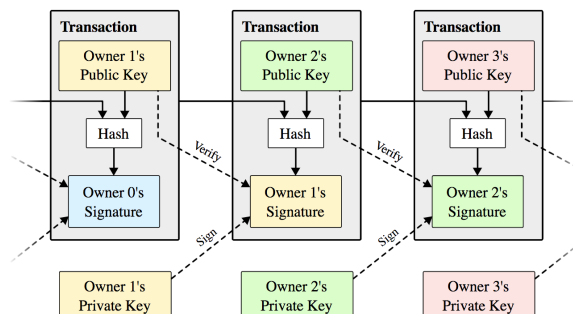 Transaction
Owner 1's
Public Key
Hash
Owner 0's
Signature
Owner 1's
Private Key
Transaction
Owner 2's
Public Key
Hash
Verify
Owner 1's
Signature
Sign
Owner 2's
Private Key
Transaction
Owner 3's
Public Key
Hash
Verify
Owner 2's
Signature
Sign
Owner 3's
Private Key